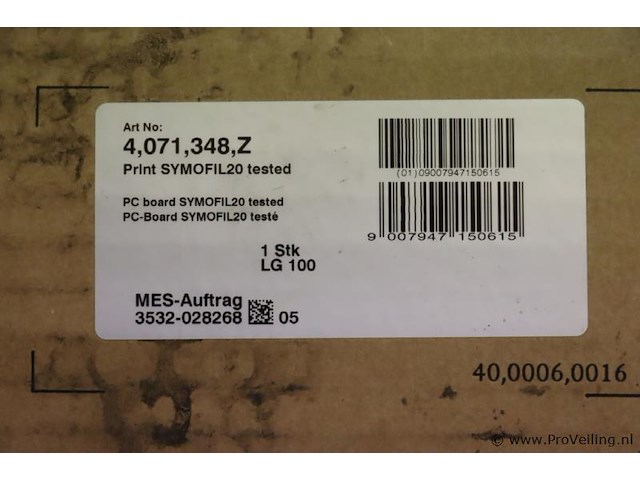 Art No:
4,071,348,Z
Print SYMOFIL20 tested
PC board SYMOFIL20 tested
PC-Board SYMOFIL20 testé
1 Stk
LG 100
MES-Auftrag
3532-028268 05
(01)09007947150615
9 007947 150615
40,0006,0016
© www.ProVeiling.nl